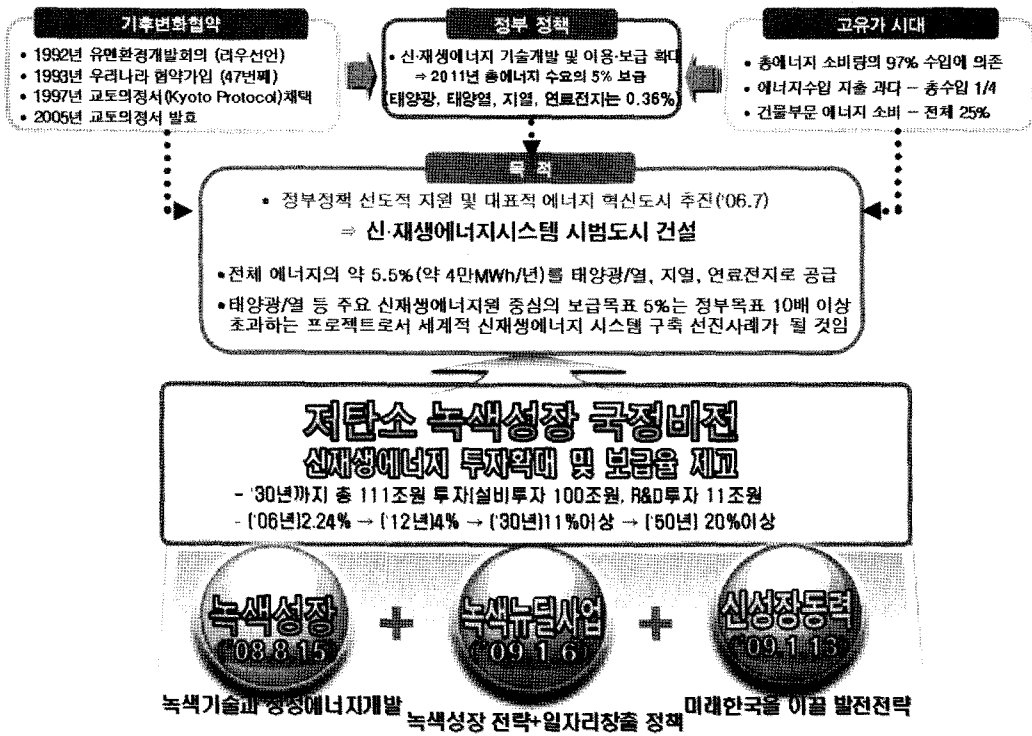 기후변화협약
• 1992년 유엔환경개발회의 (리우선언)
• 1993년 우리나라 협약가입 (47번째)
• 1997년 교토의정서(Kyoto Protocol)채택
• 2005년 교토의정서 발효
정부 정책
• 신·재생에너지 기술개발 및 이용·보급 확대
⇒ 2011년 총에너지 수요의 5% 보급
(태양광, 태양열, 지열, 연료전지는 0.36%)
고유가 시대
• 총에너지 소비량의 97% 수입에 의존
• 에너지수입 지출 과다 – 총수입 1/4
• 건물부문 에너지 소비 – 전체 25%
목 적
• 정부정책 선도적 지원 및 대표적 에너지 혁신도시 추진('06.7)
⇒ 신·재생에너지시스템 시범도시 건설
• 전체 에너지의 약 5.5%(약 4만MWh/년)를 태양광/열, 지열, 연료전지로 공급
• 태양광/열 등 주요 신재생에너지원 중심의 보급목표 5%는 정부목표 10배 이상
초과하는 프로젝트로서 세계적 신재생에너지 시스템 구축 선진사례가 될 것임
저탄소 녹색성장 국정비전
신재생에너지 투자확대 및 보급율 제고
- '30년까지 총 111조원 투자(설비투자 100조원, R&D투자 11조원
- ('06년)2.24% → ('12년)4% → ('30년)11%이상 → ('50년) 20%이상
녹색성장
('08.8.15)
+
녹색뉴딜사업
('09.1.6)
+
신성장동력
('09.1.13)
녹색기술과 청정에너지개발
녹색성장 전략+일자리창출 정책
미래한국을 이끌 발전전략